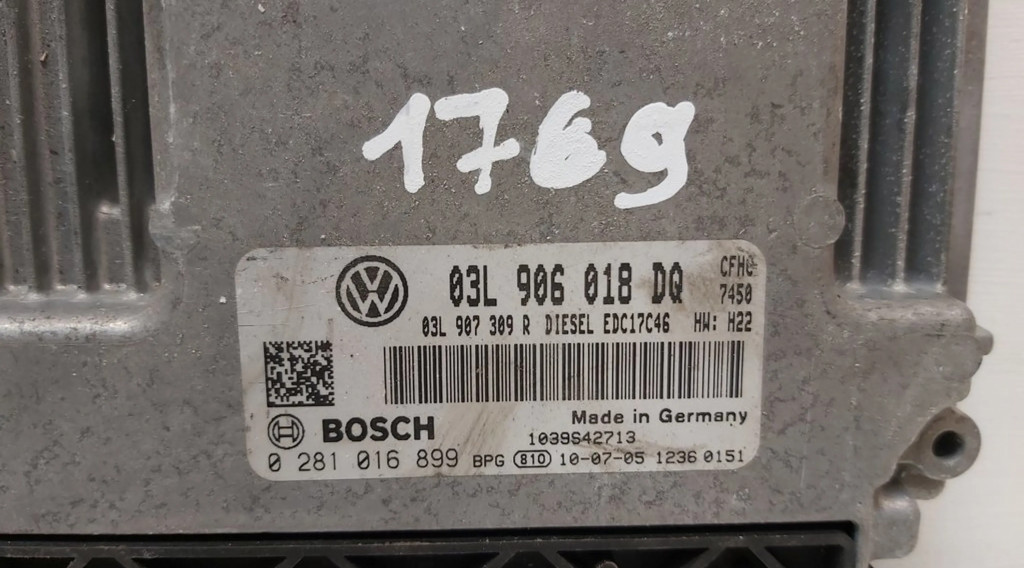 1769
03L 906 018 DQ
CFHC
7450
03L 907 309 R DIESEL EDC17C46 HW: H22
BOSCH
Made in Germany
1039S42713
0 281 016 899 BPG 810 10-07-05 1236 0151